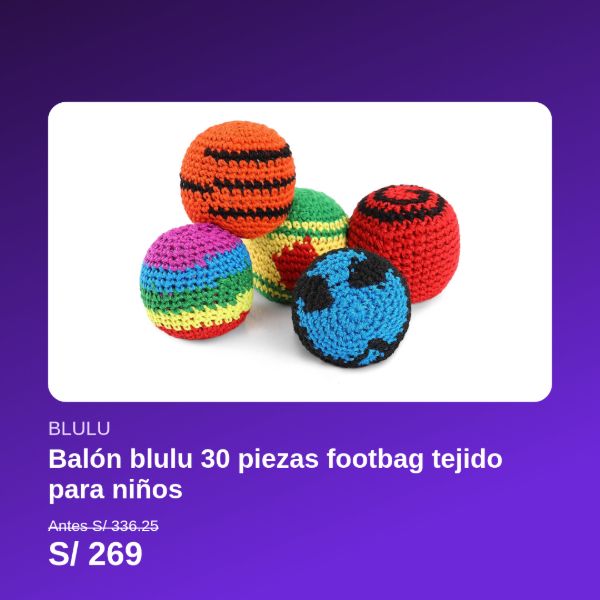 BLULU
Balón blulu 30 piezas footbag tejido
para niños
Antes S/ 336.25
S/ 269